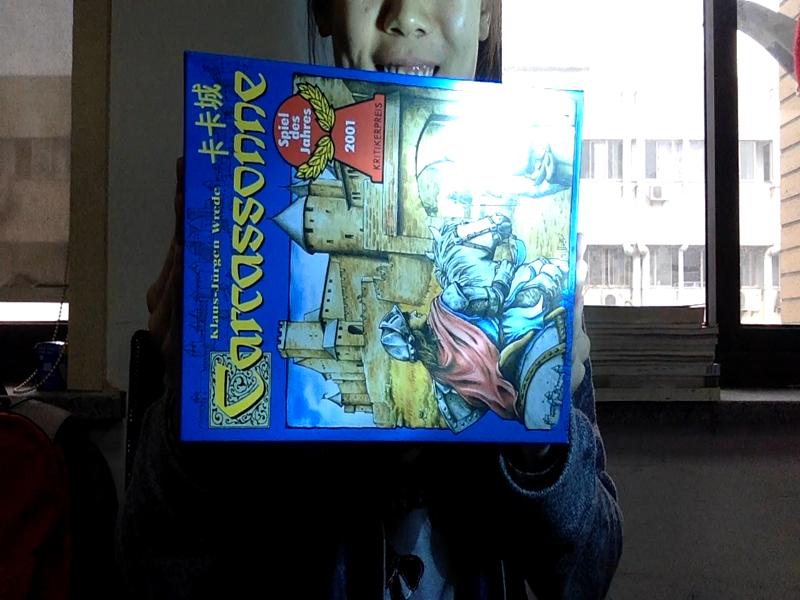 卡卡城
Klaus-Jürgen Wrede
Carcassonne
Spiel
des
Jahres
2001
KRITIKERPREIS